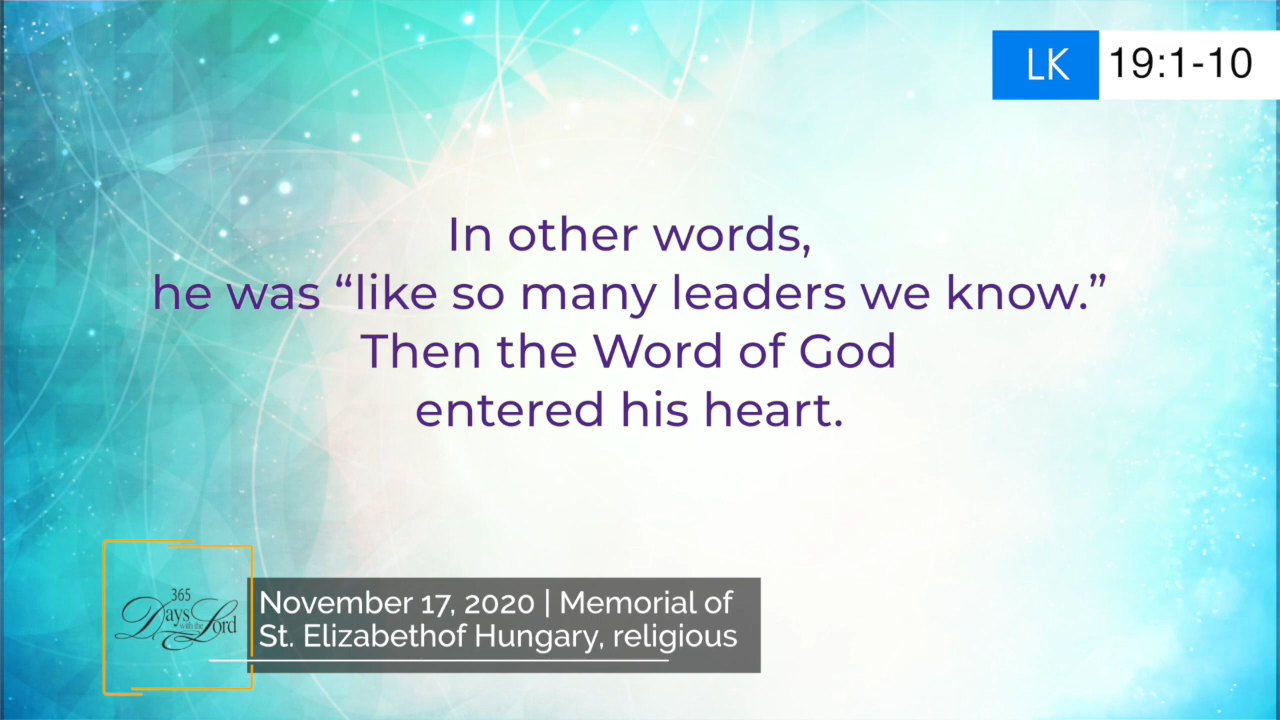 LK 19:1-10
In other words,
he was “like so many leaders we know.”
Then the Word of God
entered his heart.
365
Days with the Lord
November 17, 2020 | Memorial of
St. Elizabethof Hungary, religious